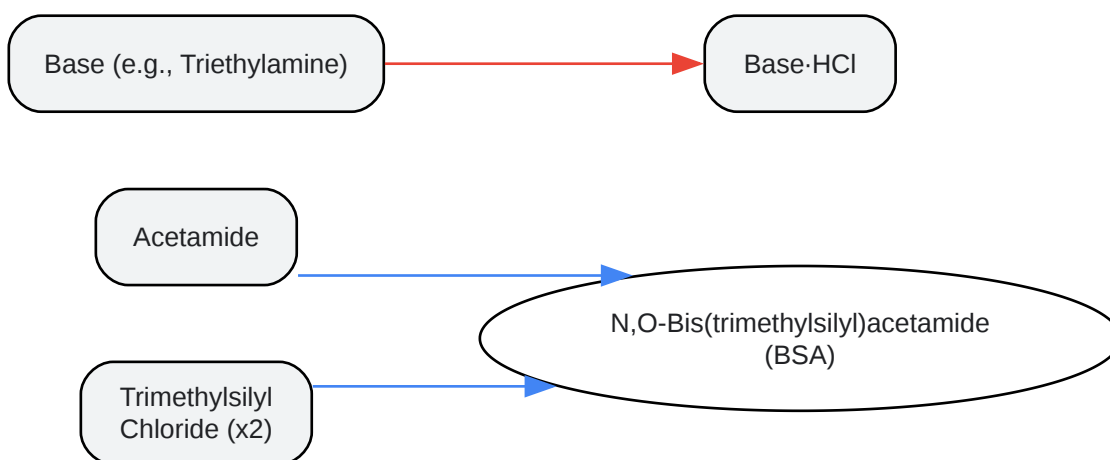 Base (e.g., Triethylamine)
Base·HCl
Acetamide
N,O-Bis(trimethylsilyl)acetamide
(BSA)
Trimethylsilyl
Chloride (x2)